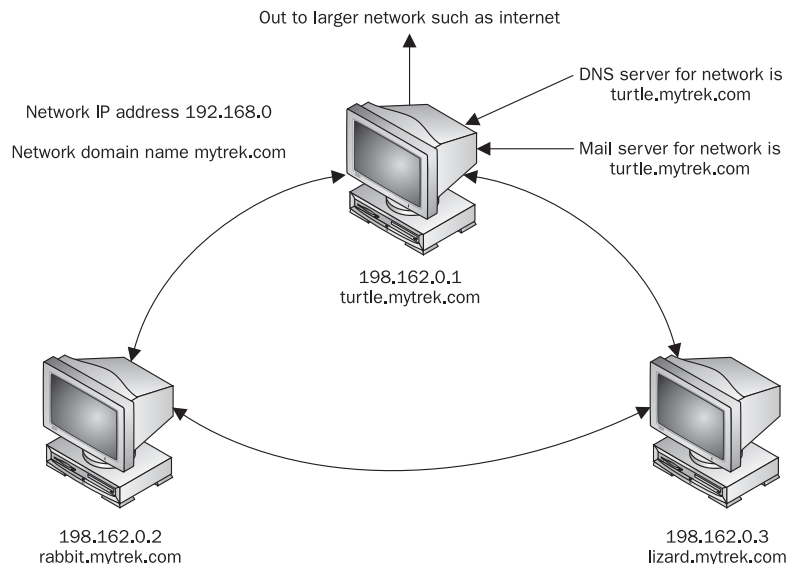 Out to larger network such as internet
DNS server for network is
turtle.mytrek.com
Network IP address 192.168.0
Network domain name mytrek.com
Mail server for network is
turtle.mytrek.com
198.162.0.1
turtle.mytrek.com
198.162.0.2
rabbit.mytrek.com
198.162.0.3
lizard.mytrek.com